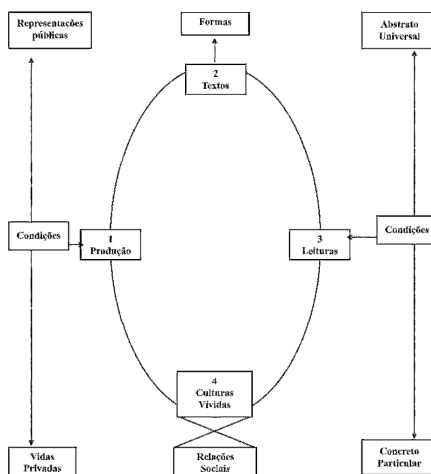 Representações
públicas
Formas
Abstrato
Universal
2
Textos
Condições
1
Produção
3
Leituras
Condições
4
Culturas
Vívidas
Vidas
Privadas
Relações
Sociais
Concreto
Particular